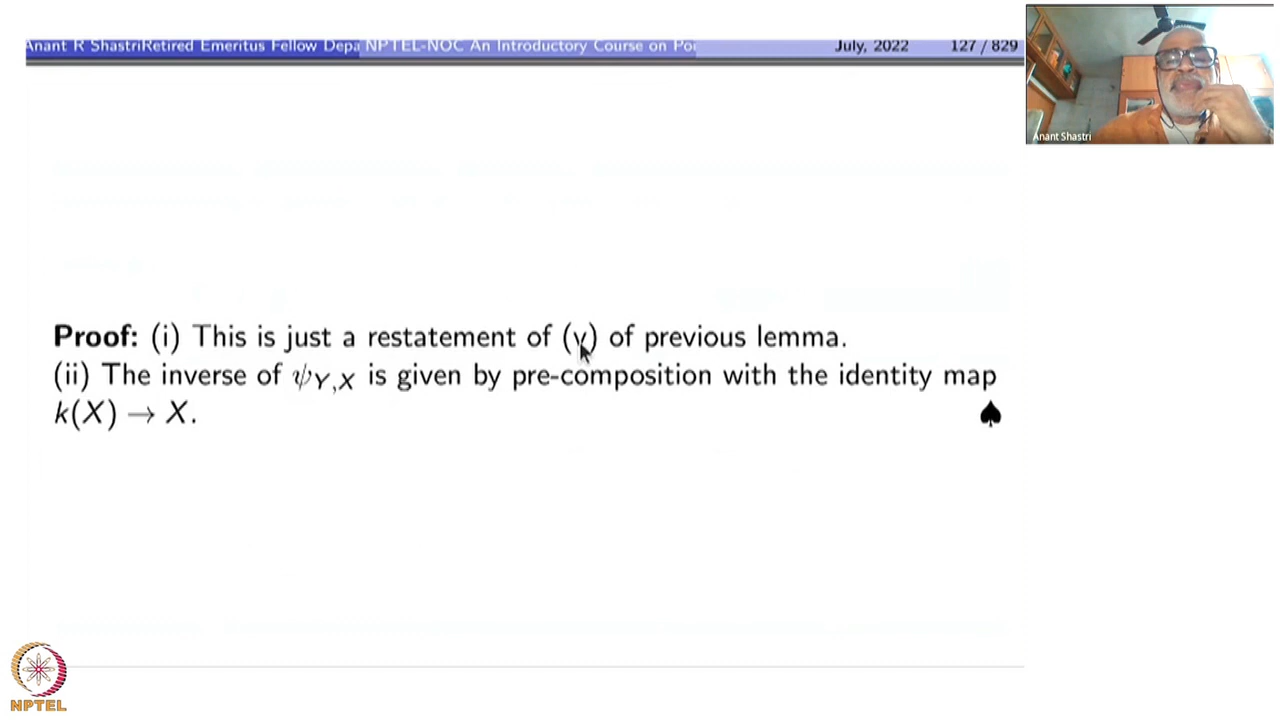 Anant R ShastriRetired Emeritus Fellow Depa NPTEL-NOC An Introductory Course on Poi July, 2022 127 / 829
Anant Shastri
Proof: (i) This is just a restatement of (v) of previous lemma.
(ii) The inverse of ψY,X is given by pre-composition with the identity map
k(X) → X. ♠
NPTEL